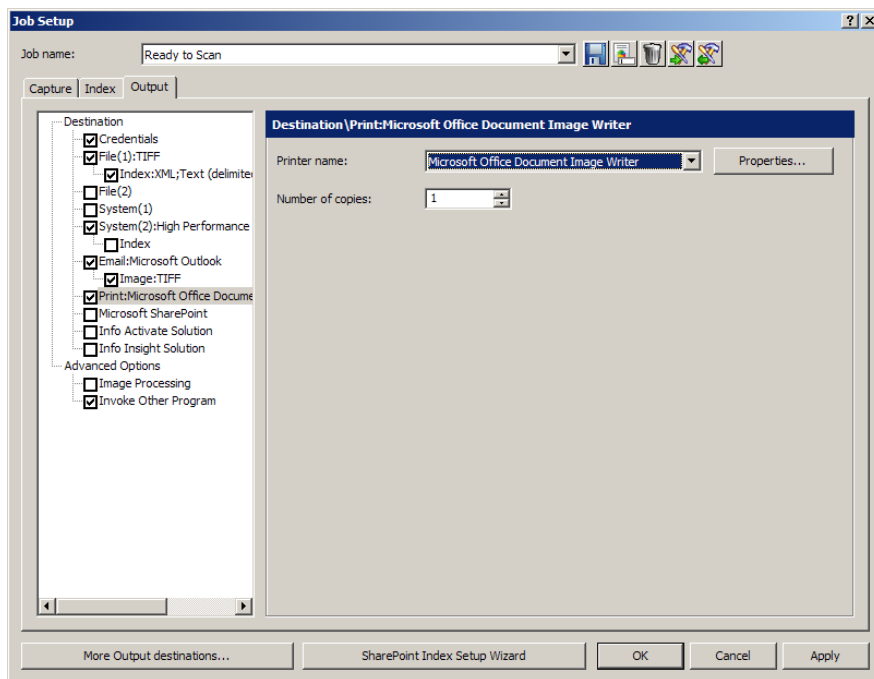 Job Setup
Job name:
Ready to Scan
Capture
Index
Output
Destination
Credentials
File(1):TIFF
Index:XML;Text (delimite
File(2)
System(1)
System(2):High Performance
Index
Email:Microsoft Outlook
Image:TIFF
Print:Microsoft Office Docume
Microsoft SharePoint
Info Activate Solution
Info Insight Solution
Advanced Options
Image Processing
Invoke Other Program
Destination\Print:Microsoft Office Document Image Writer
Printer name:
Microsoft Office Document Image Writer
Properties...
Number of copies:
1
More Output destinations...
SharePoint Index Setup Wizard
OK
Cancel
Apply